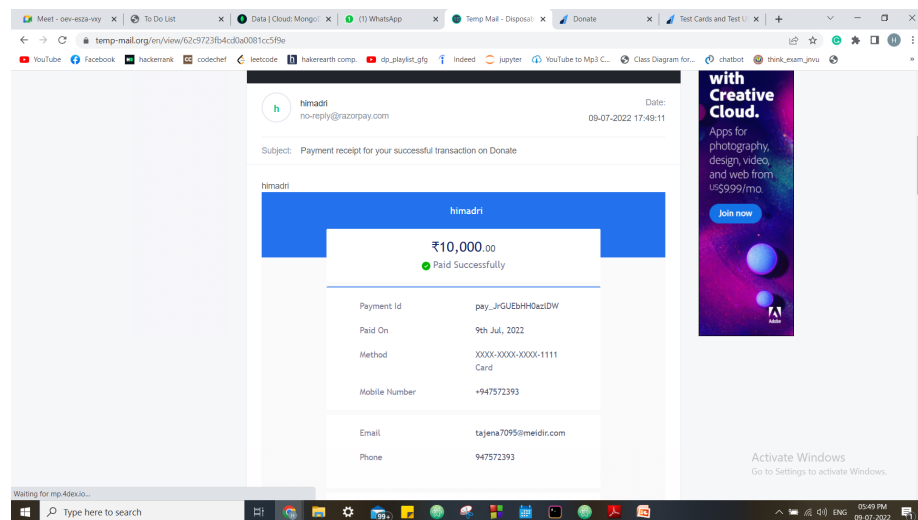 Meet - oev-esza-vxy
To Do List
Data | Cloud: Mongo
(1) WhatsApp
Temp Mail - Disposal
Donate
Test Cards and Test U
temp-mail.org/en/view/62c9723fb4cd0a0081cc5f9e
YouTube Facebook hackerrank codechef leetcode hakerearth comp. dp_playlist_gfg Indeed jupyter YouTube to Mp3 C... Class Diagram for... chatbot think_exam_jnvu
h
himadri
no-reply@razorpay.com
Date:
09-07-2022 17:49:11
Subject: Payment receipt for your successful transaction on Donate
himadri
himadri
₹10,000.00
Paid Successfully
Payment Id pay_JrGUEbHH0azlDW
Paid On 9th Jul, 2022
Method XXXX-XXXX-XXXX-1111
Card
Mobile Number +947572393
Email tajena7095@meidir.com
Phone 947572393
with
Creative
Cloud.
Apps for
photography,
design, video,
and web from
US$9.99/mo.
Join now
Adobe
Activate Windows
Go to Settings to activate Windows.
Waiting for mp.4dex.io...
Type here to search
99+
ENG
05:49 PM
09-07-2022